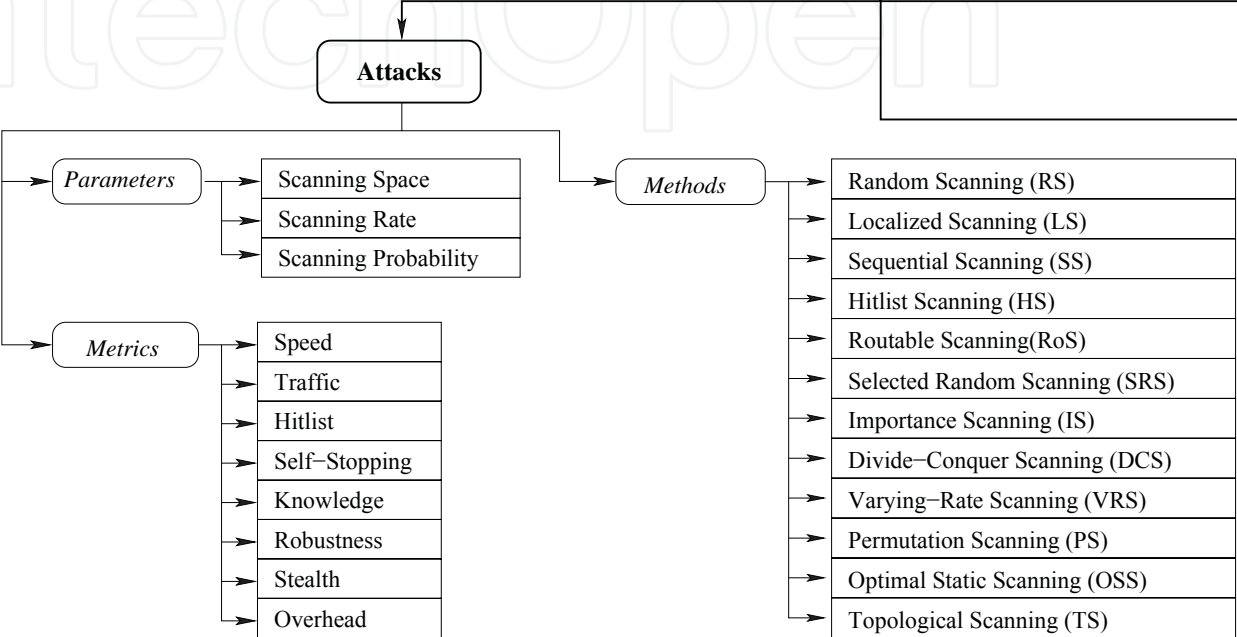 Attacks
Parameters
Scanning Space
Scanning Rate
Scanning Probability
Metrics
Speed
Traffic
Hitlist
Self−Stopping
Knowledge
Robustness
Stealth
Overhead
Methods
Random Scanning (RS)
Localized Scanning (LS)
Sequential Scanning (SS)
Hitlist Scanning (HS)
Routable Scanning(RoS)
Selected Random Scanning (SRS)
Importance Scanning (IS)
Divide−Conquer Scanning (DCS)
Varying−Rate Scanning (VRS)
Permutation Scanning (PS)
Optimal Static Scanning (OSS)
Topological Scanning (TS)